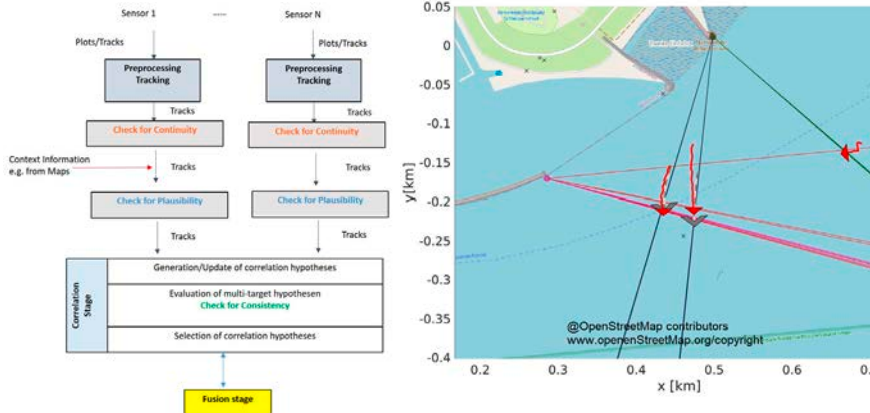 Sensor 1
......
Sensor N
Plots/Tracks
Plots/Tracks
Preprocessing
Tracking
Preprocessing
Tracking
Tracks
Tracks
Check for Continuity
Check for Continuity
Context Information
e.g. from Maps
Tracks
Tracks
Check for Plausibility
Check for Plausibility
Tracks
Tracks
Correlation
Stage
Generation/Update of correlation hypotheses
Evaluation of multi-target hypothesen
Check for Consistency
Selection of correlation hypotheses
Fusion stage
y[km]
0.05
0
-0.05
-0.1
-0.15
-0.2
-0.25
-0.3
-0.35
-0.4
@OpenStreetMap contributors
www.openenStreetMap.org/copyright
0.2
0.3
0.4
0.5
0.6
x [km]